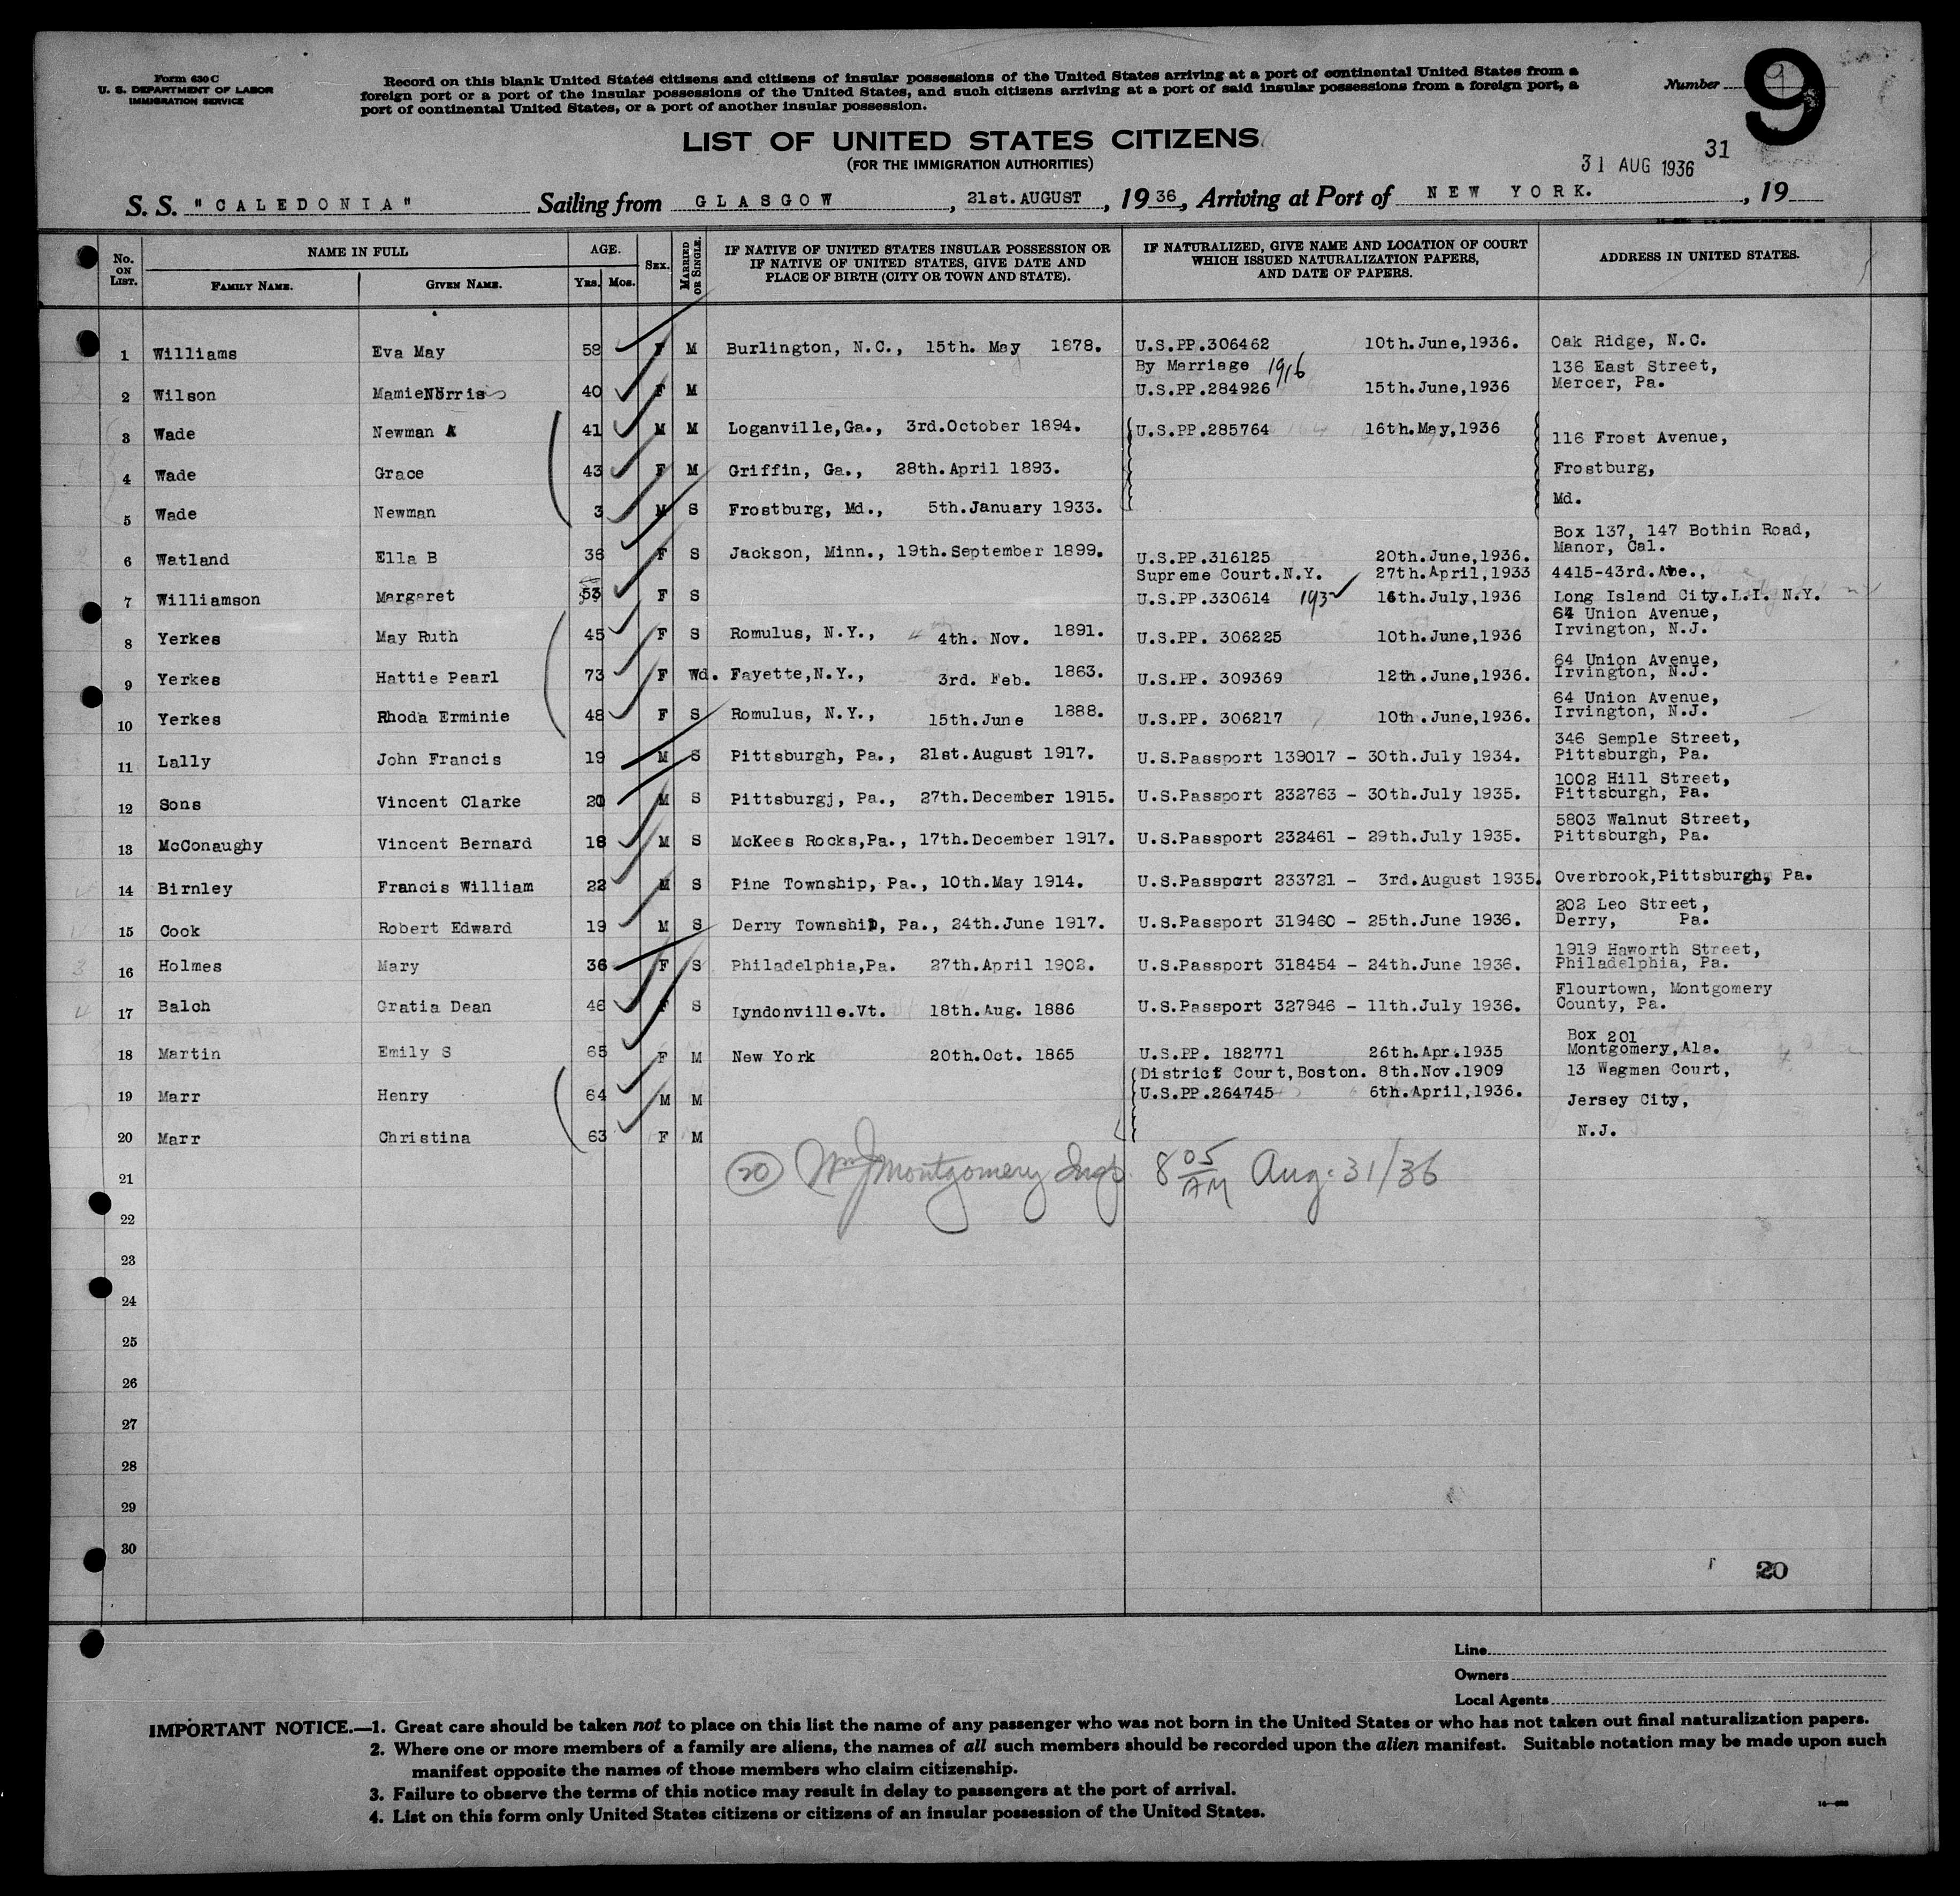 Form 630 C
U. S. DEPARTMENT OF LABOR
IMMIGRATION SERVICE
Record on this blank United States citizens and citizens of insular possessions of the United States arriving at a port of continental United States from a
foreign port or a port of the insular possessions of the United States, and such citizens arriving at a port of said insular possessions from a foreign port, a
port of continental United States, or a port of another insular possession.
Number 9
LIST OF UNITED STATES CITIZENS
(FOR THE IMMIGRATION AUTHORITIES)
31 AUG 1936 31
S. S. "CALEDONIA" Sailing from GLASGOW, 21st. AUGUST, 1936, Arriving at Port of NEW YORK., 19
No. ON LIST. NAME IN FULL FAMILY NAME. GIVEN NAME. AGE. YRS. MOS. SEX. MARRIED OR SINGLE. IF NATIVE OF UNITED STATES INSULAR POSSESSION OR IF NATIVE OF UNITED STATES, GIVE DATE AND PLACE OF BIRTH (CITY OR TOWN AND STATE). IF NATURALIZED, GIVE NAME AND LOCATION OF COURT WHICH ISSUED NATURALIZATION PAPERS, AND DATE OF PAPERS. ADDRESS IN UNITED STATES.
1 Williams Eva May 58 F M Burlington, N.C., 15th. May 1878. U.S.PP.306462 10th.June,1936. Oak Ridge, N.C.
By Marriage 1916 136 East Street,
2 Wilson Mamie Norris 40 F M U.S.PP.284926 15th.June,1936 Mercer, Pa.
3 Wade Newman A 41 M M Loganville,Ga., 3rd.October 1894. U.S.PP.285764 16th.May,1936 116 Frost Avenue,
4 Wade Grace 43 F M Griffin, Ga., 28th.April 1893. Frostburg,
5 Wade Newman 3 M S Frostburg, Md., 5th.January 1933. Md.
Box 137, 147 Bothin Road,
6 Watland Ella B 36 F S Jackson, Minn., 19th.September 1899. U.S.PP.316125 20th.June,1936. Manor, Cal.
Supreme Court.N.Y. 27th.April,1933 4415-43rd.Ave.,
7 Williamson Margaret 53 F S U.S.PP.330614 1932 16th.July,1936 Long Island City.L.I. N.Y.
64 Union Avenue,
8 Yerkes May Ruth 45 F S Romulus, N.Y., 4th. Nov. 1891. U.S.PP. 306225 10th.June,1936 Irvington, N.J.
64 Union Avenue,
9 Yerkes Hattie Pearl 73 F Wd. Fayette,N.Y., 3rd. Feb. 1863. U.S.PP. 309369 12th.June,1936. Irvington, N.J.
64 Union Avenue,
10 Yerkes Rhoda Erminie 48 F S Romulus, N.Y., 15th.June 1888. U.S.PP. 306217 10th.June,1936. Irvington, N.J.
346 Semple Street,
11 Lally John Francis 19 M S Pittsburgh, Pa., 21st.August 1917. U.S.Passport 139017 - 30th.July 1934. Pittsburgh, Pa.
1002 Hill Street,
12 Sons Vincent Clarke 20 M S Pittsburgj, Pa., 27th.December 1915. U.S.Passport 232763 - 30th.July 1935. Pittsburgh, Pa.
5803 Walnut Street,
13 McConaughy Vincent Bernard 18 M S McKees Rocks,Pa., 17th.December 1917. U.S.Passport 232461 - 29th.July 1935. Pittsburgh, Pa.
14 Birnley Francis William 22 M S Pine Township, Pa., 10th.May 1914. U.S.Passport 233721 - 3rd.August 1935. Overbrook,Pittsburgh, Pa.
202 Leo Street,
15 Cook Robert Edward 19 M S Derry Township, Pa., 24th.June 1917. U.S.Passport 319460 - 25th.June 1936. Derry, Pa.
1919 Haworth Street,
16 Holmes Mary 36 F S Philadelphia,Pa. 27th.April 1902. U.S.Passport 318454 - 24th.June 1936. Philadelphia, Pa.
Flourtown, Montgomery
17 Balch Gratia Dean 46 F S Lyndonville.Vt. 18th.Aug. 1886 U.S.Passport 327946 - 11th.July 1936. County, Pa.
Box 201
18 Martin Emily S 65 F M New York 20th.Oct. 1865 U.S.PP. 182771 26th.Apr.1935 Montgomery,Ala.
District Court,Boston. 8th.Nov.1909 13 Wagman Court,
19 Marr Henry 64 M M U.S.PP.264745 6th.April,1936. Jersey City,
20 Marr Christina 63 F M N.J.
21 20 Wm J Montgomery Insp. 8 05 AM Aug. 31/36
22
23
24
25
26
27
28
29
30
20
Line
Owners
Local Agents
IMPORTANT NOTICE.—1. Great care should be taken not to place on this list the name of any passenger who was not born in the United States or who has not taken out final naturalization papers.
2. Where one or more members of a family are aliens, the names of all such members should be recorded upon the alien manifest. Suitable notation may be made upon such
manifest opposite the names of those members who claim citizenship.
3. Failure to observe the terms of this notice may result in delay to passengers at the port of arrival.
4. List on this form only United States citizens or citizens of an insular possession of the United States.